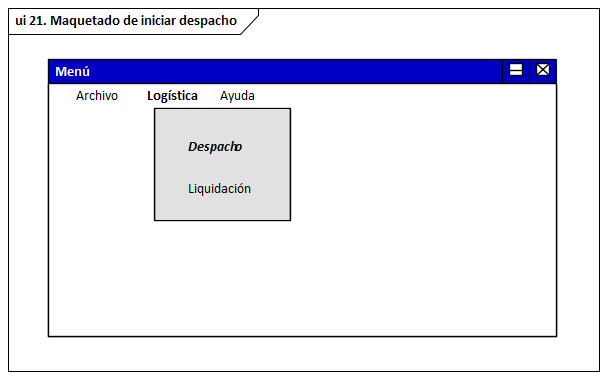 ui 21. Maquetado de iniciar despacho
Menú
Archivo Logística Ayuda
Despacho
Liquidación